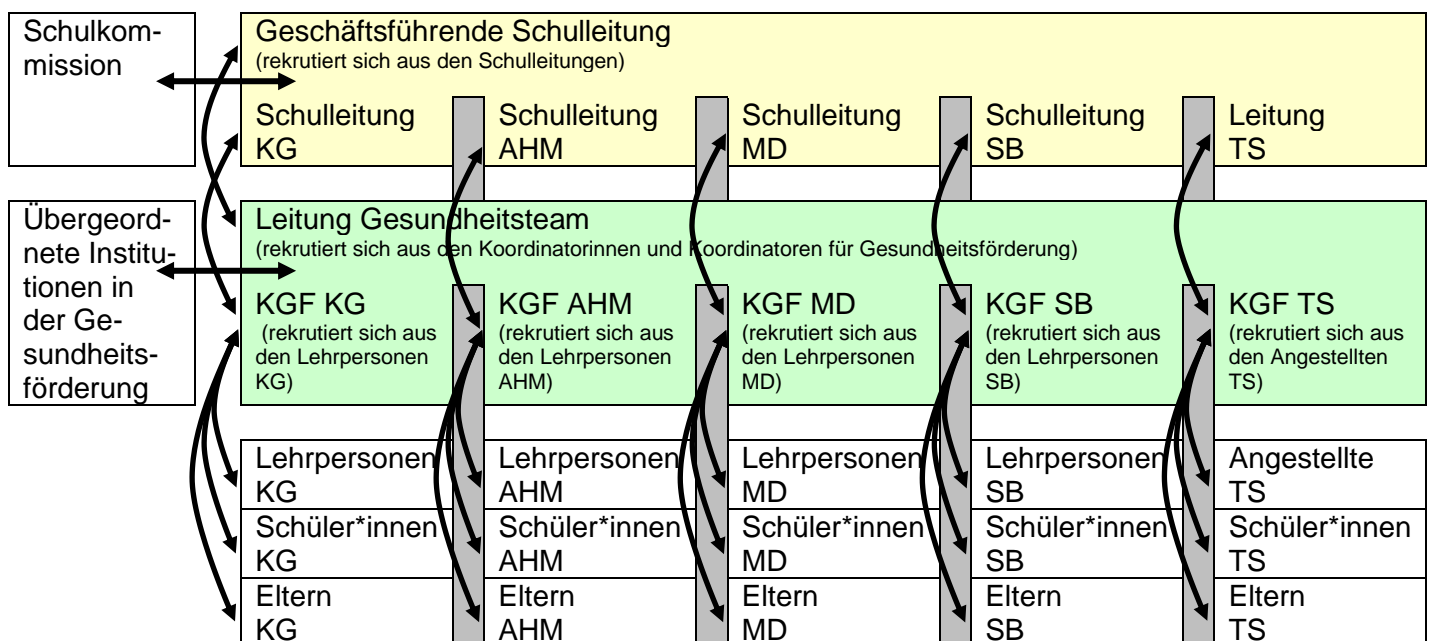 Schulkom-
mission
Geschäftsführende Schulleitung
(rekrutiert sich aus den Schulleitungen)
Schulleitung
KG
Schulleitung
AHM
Schulleitung
MD
Schulleitung
SB
Leitung
TS
Übergeord-
nete Institu-
tionen in
der Ge-
sundheits-
förderung
Leitung Gesundheitsteam
(rekrutiert sich aus den Koordinatorinnen und Koordinatoren für Gesundheitsförderung)
KGF KG
(rekrutiert sich aus
den Lehrpersonen
KG)
KGF AHM
(rekrutiert sich aus
den Lehrpersonen
AHM)
KGF MD
(rekrutiert sich aus
den Lehrpersonen
MD)
KGF SB
(rekrutiert sich aus
den Lehrpersonen
SB)
KGF TS
(rekrutiert sich aus
den Angestellten
TS)
Lehrpersonen
KG
Lehrpersonen
AHM
Lehrpersonen
MD
Lehrpersonen
SB
Angestellte
TS
Schüler*innen
KG
Schüler*innen
AHM
Schüler*innen
MD
Schüler*innen
SB
Schüler*innen
TS
Eltern
KG
Eltern
AHM
Eltern
MD
Eltern
SB
Eltern
TS